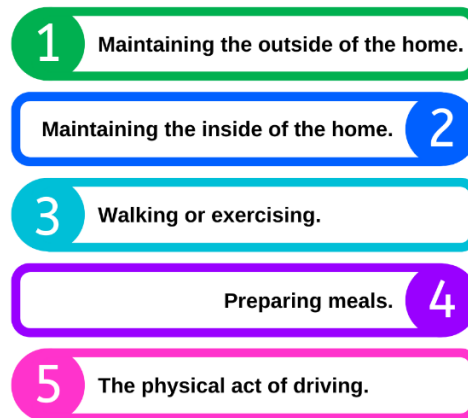 1 Maintaining the outside of the home.
Maintaining the inside of the home. 2
3 Walking or exercising.
Preparing meals. 4
5 The physical act of driving.